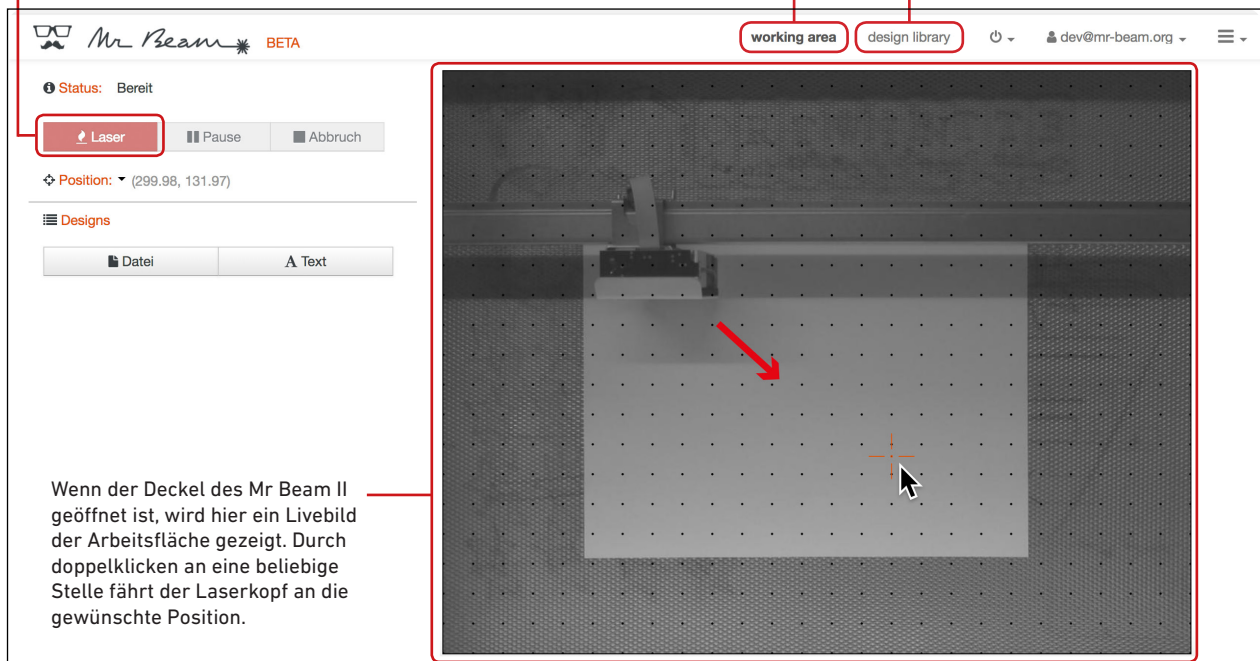 Mr Beam BETA
working area design library dev@mr-beam.org
Status: Bereit
Laser Pause Abbruch
Position: (299.98, 131.97)
Designs
Datei A Text
Wenn der Deckel des Mr Beam II
geöffnet ist, wird hier ein Livebild
der Arbeitsfläche gezeigt. Durch
doppelklicken an eine beliebige
Stelle fährt der Laserkopf an die
gewünschte Position.